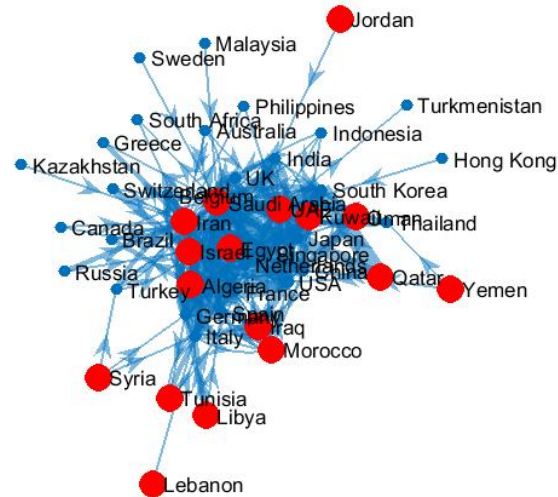 Jordan
Malaysia
Sweden
Philippines
Turkmenistan
South Africa
Australia
Indonesia
Greece
India
Hong Kong
Kazakhstan
UK
Switzerland
Belgium
South Korea
Saudi Arabia
UAE
Kuwait
Oman
Iran
Thailand
Canada
Brazil
Japan
Israel
Egypt
Singapore
Netherlands
China
Russia
Qatar
Turkey
Algeria
USA
France
Yemen
Germany
Spain
Iraq
Italy
Morocco
Syria
Tunisia
Libya
Lebanon